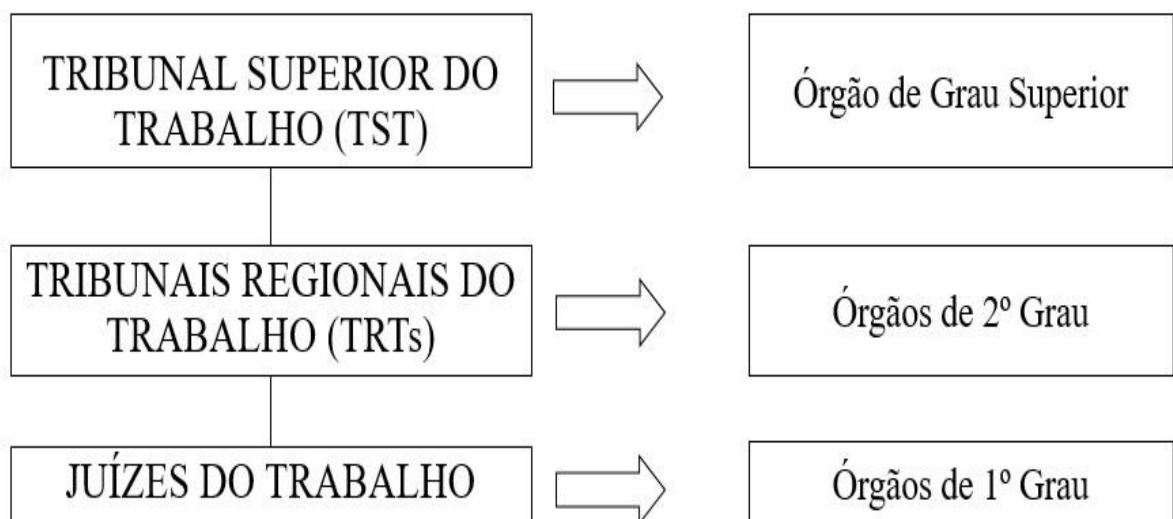 TRIBUNAL SUPERIOR DO
TRABALHO (TST)
Órgão de Grau Superior
TRIBUNAIS REGIONAIS DO
TRABALHO (TRTs)
Órgãos de 2º Grau
JUÍZES DO TRABALHO
Órgãos de 1º Grau